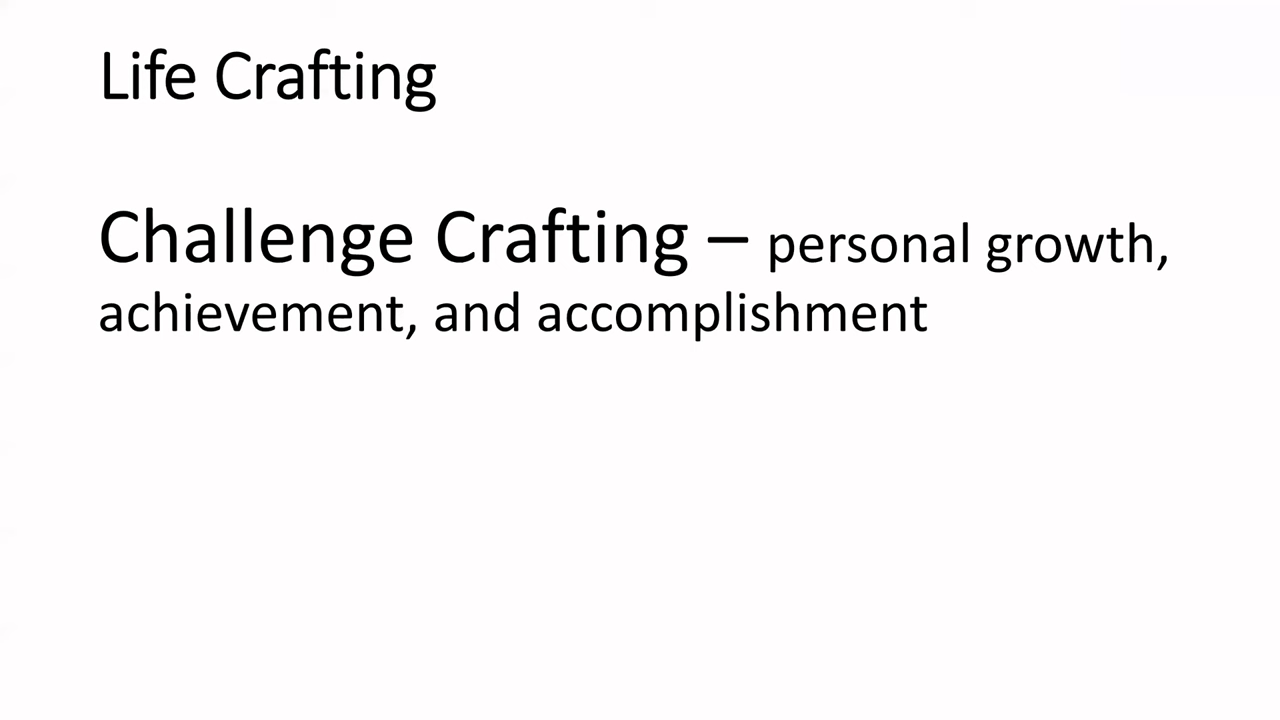 Life Crafting
Challenge Crafting – personal growth,
achievement, and accomplishment